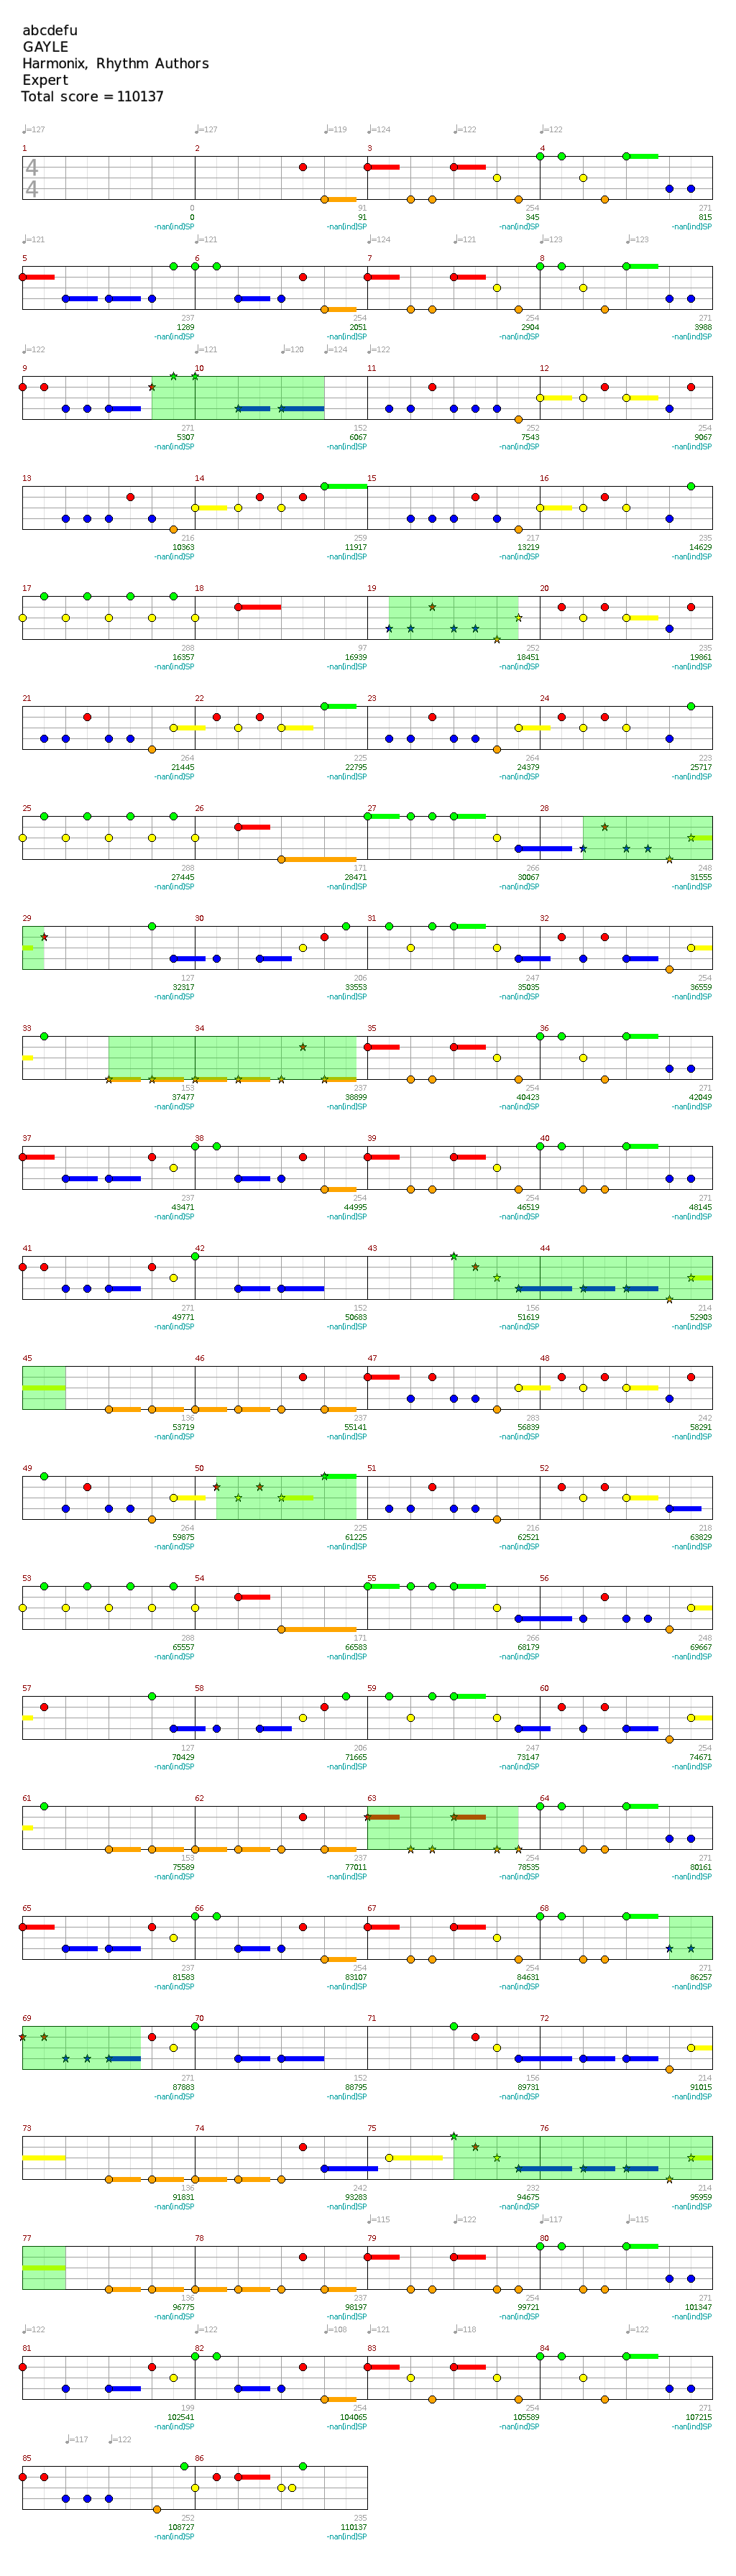 abcdefu
GAYLE
Harmonix, Rhythm Authors
Expert
Total score = 110137
♩=127 ♩=127 ♩=119 ♩=124 ♩=122 ♩=122
1 2 3 4
4
4
0 91 254 271
0 91 345 815
-nan(ind)SP -nan(ind)SP -nan(ind)SP -nan(ind)SP
♩=121 ♩=121 ♩=124 ♩=121 ♩=123 ♩=123
5 6 7 8
237 254 254 271
1289 2051 2904 3988
-nan(ind)SP -nan(ind)SP -nan(ind)SP -nan(ind)SP
♩=122 ♩=121 ♩=120 ♩=124 ♩=122
9 10 11 12
271 152 252 254
5307 6067 7543 9067
-nan(ind)SP -nan(ind)SP -nan(ind)SP -nan(ind)SP
13 14 15 16
216 259 217 235
10363 11917 13219 14629
-nan(ind)SP -nan(ind)SP -nan(ind)SP -nan(ind)SP
17 18 19 20
288 97 252 235
16357 16939 18451 19861
-nan(ind)SP -nan(ind)SP -nan(ind)SP -nan(ind)SP
21 22 23 24
264 225 264 223
21445 22795 24379 25717
-nan(ind)SP -nan(ind)SP -nan(ind)SP -nan(ind)SP
25 26 27 28
288 171 266 248
27445 28471 30067 31555
-nan(ind)SP -nan(ind)SP -nan(ind)SP -nan(ind)SP
29 30 31 32
127 206 247 254
32317 33553 35035 36559
-nan(ind)SP -nan(ind)SP -nan(ind)SP -nan(ind)SP
33 34 35 36
153 237 254 271
37477 38899 40423 42049
-nan(ind)SP -nan(ind)SP -nan(ind)SP -nan(ind)SP
37 38 39 40
237 254 254 271
43471 44995 46519 48145
-nan(ind)SP -nan(ind)SP -nan(ind)SP -nan(ind)SP
41 42 43 44
271 152 156 214
49771 50683 51619 52903
-nan(ind)SP -nan(ind)SP -nan(ind)SP -nan(ind)SP
45 46 47 48
136 237 283 242
53719 55141 56839 58291
-nan(ind)SP -nan(ind)SP -nan(ind)SP -nan(ind)SP
49 50 51 52
264 225 216 218
59875 61225 62521 63829
-nan(ind)SP -nan(ind)SP -nan(ind)SP -nan(ind)SP
53 54 55 56
288 171 266 248
65557 66583 68179 69667
-nan(ind)SP -nan(ind)SP -nan(ind)SP -nan(ind)SP
57 58 59 60
127 206 247 254
70429 71665 73147 74671
-nan(ind)SP -nan(ind)SP -nan(ind)SP -nan(ind)SP
61 62 63 64
153 237 254 271
75589 77011 78535 80161
-nan(ind)SP -nan(ind)SP -nan(ind)SP -nan(ind)SP
65 66 67 68
237 254 254 271
81583 83107 84631 86257
-nan(ind)SP -nan(ind)SP -nan(ind)SP -nan(ind)SP
69 70 71 72
271 152 156 214
87883 88795 89731 91015
-nan(ind)SP -nan(ind)SP -nan(ind)SP -nan(ind)SP
73 74 75 76
136 242 232 214
91831 93283 94675 95959
-nan(ind)SP -nan(ind)SP -nan(ind)SP -nan(ind)SP
♩=115 ♩=122 ♩=117 ♩=115
77 78 79 80
136 237 254 271
96775 98197 99721 101347
-nan(ind)SP -nan(ind)SP -nan(ind)SP -nan(ind)SP
♩=122 ♩=122 ♩=108 ♩=121 ♩=118 ♩=122
81 82 83 84
199 254 254 271
102541 104065 105589 107215
-nan(ind)SP -nan(ind)SP -nan(ind)SP -nan(ind)SP
♩=117 ♩=122
85 86
252 235
108727 110137
-nan(ind)SP -nan(ind)SP